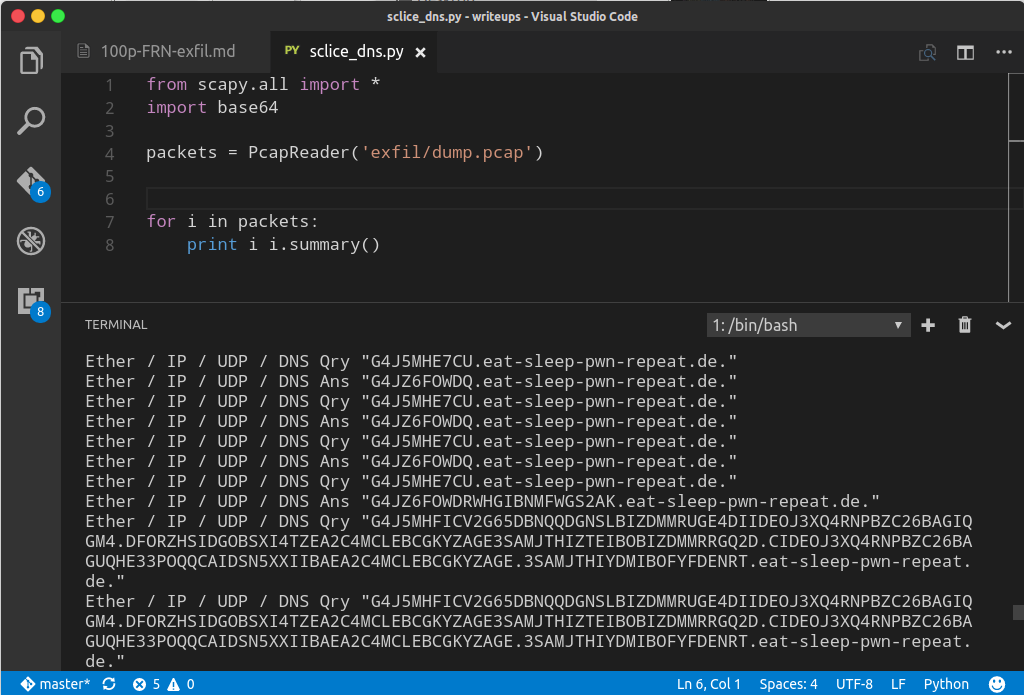 sclice_dns.py - writeups - Visual Studio Code
100p-FRN-exfil.md
PY sclice_dns.py ×
1 from scapy.all import *
2 import base64
3
4 packets = PcapReader('exfil/dump.pcap')
5
6
7 for i in packets:
8 print i i.summary()
6
8
TERMINAL
1: /bin/bash
Ether / IP / UDP / DNS Qry "G4J5MHE7CU.eat-sleep-pwn-repeat.de."
Ether / IP / UDP / DNS Ans "G4JZ6FOWDQ.eat-sleep-pwn-repeat.de."
Ether / IP / UDP / DNS Qry "G4J5MHE7CU.eat-sleep-pwn-repeat.de."
Ether / IP / UDP / DNS Ans "G4JZ6FOWDQ.eat-sleep-pwn-repeat.de."
Ether / IP / UDP / DNS Qry "G4J5MHE7CU.eat-sleep-pwn-repeat.de."
Ether / IP / UDP / DNS Ans "G4JZ6FOWDQ.eat-sleep-pwn-repeat.de."
Ether / IP / UDP / DNS Qry "G4J5MHE7CU.eat-sleep-pwn-repeat.de."
Ether / IP / UDP / DNS Ans "G4JZ6FOWDRWHGIBNMFWGS2AK.eat-sleep-pwn-repeat.de."
Ether / IP / UDP / DNS Qry "G4J5MHFICV2G65DBNQQDGNSLBIZDMMRUGE4DIIDEOJ3XQ4RNPBZC26BAGIQ
GM4.DFORZHSIDGOBSXI4TZEA2C4MCLEBCGKYZAGE3SAMJTHIZTEIBOBIZDMMRRGQ2D.CIDEOJ3XQ4RNPBZC26BA
GUQHE33POQQCAIDSN5XXIIBAEA2C4MCLEBCGKYZAGE.3SAMJTHIYDMIBOFYFDENRT.eat-sleep-pwn-repeat.
de."
Ether / IP / UDP / DNS Qry "G4J5MHFICV2G65DBNQQDGNSLBIZDMMRUGE4DIIDEOJ3XQ4RNPBZC26BAGIQ
GM4.DFORZHSIDGOBSXI4TZEA2C4MCLEBCGKYZAGE3SAMJTHIZTEIBOBIZDMMRRGQ2D.CIDEOJ3XQ4RNPBZC26BA
GUQHE33POQQCAIDSN5XXIIBAEA2C4MCLEBCGKYZAGE.3SAMJTHIYDMIBOFYFDENRT.eat-sleep-pwn-repeat.
de."
master* 5 0 Ln 6, Col 1 Spaces: 4 UTF-8 LF Python